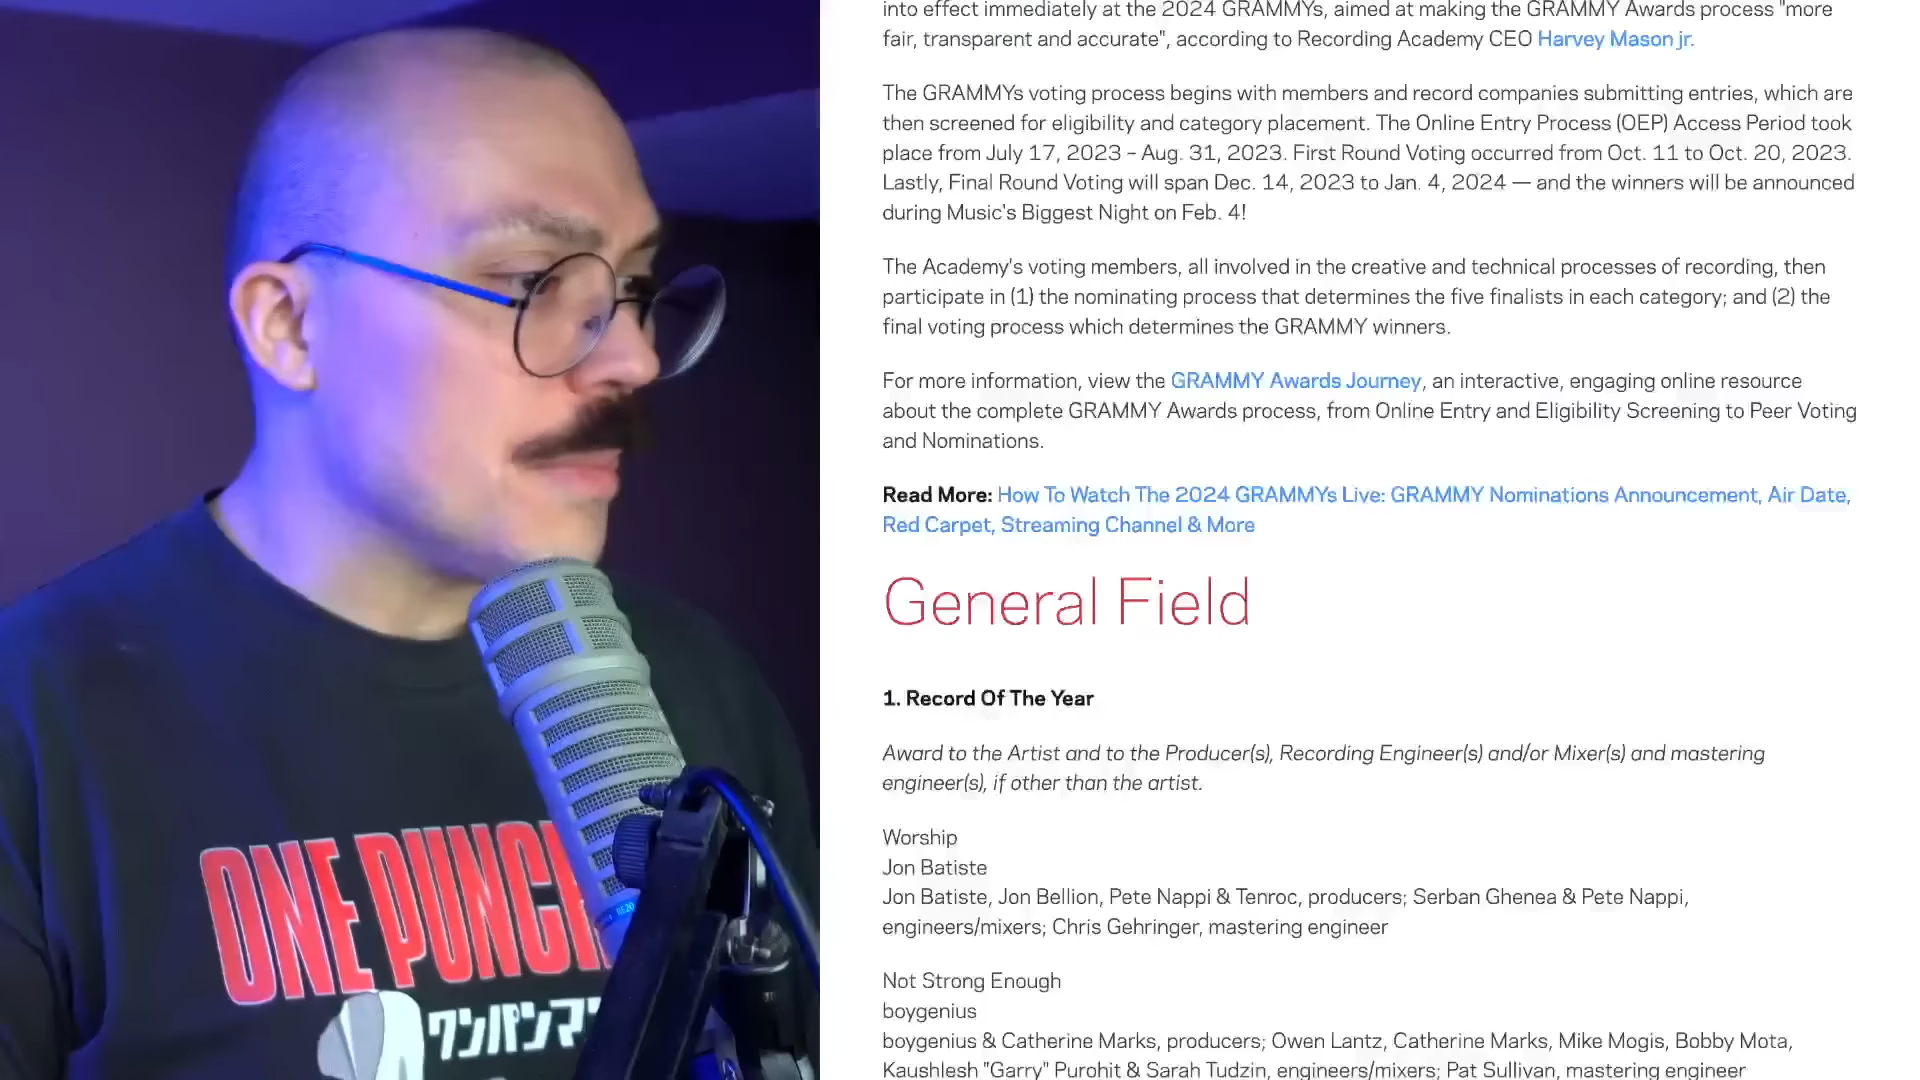 into effect immediately at the 2024 GRAMMYs, aimed at making the GRAMMY Awards process "more
fair, transparent and accurate", according to Recording Academy CEO Harvey Mason jr.
The GRAMMYs voting process begins with members and record companies submitting entries, which are
then screened for eligibility and category placement. The Online Entry Process (OEP) Access Period took
place from July 17, 2023 – Aug. 31, 2023. First Round Voting occurred from Oct. 11 to Oct. 20, 2023.
Lastly, Final Round Voting will span Dec. 14, 2023 to Jan. 4, 2024 — and the winners will be announced
during Music's Biggest Night on Feb. 4!
The Academy's voting members, all involved in the creative and technical processes of recording, then
participate in (1) the nominating process that determines the five finalists in each category; and (2) the
final voting process which determines the GRAMMY winners.
For more information, view the GRAMMY Awards Journey, an interactive, engaging online resource
about the complete GRAMMY Awards process, from Online Entry and Eligibility Screening to Peer Voting
and Nominations.
Read More: How To Watch The 2024 GRAMMYs Live: GRAMMY Nominations Announcement, Air Date,
Red Carpet, Streaming Channel & More
General Field
1. Record Of The Year
Award to the Artist and to the Producer(s), Recording Engineer(s) and/or Mixer(s) and mastering
engineer(s), if other than the artist.
Worship
Jon Batiste
Jon Batiste, Jon Bellion, Pete Nappi & Tenroc, producers; Serban Ghenea & Pete Nappi,
engineers/mixers; Chris Gehringer, mastering engineer
Not Strong Enough
boygenius
boygenius & Catherine Marks, producers; Owen Lantz, Catherine Marks, Mike Mogis, Bobby Mota,
Kaushlesh "Garry" Purohit & Sarah Tudzin, engineers/mixers; Pat Sullivan, mastering engineer
ONE PUNCH
ワンパンマン
RE20